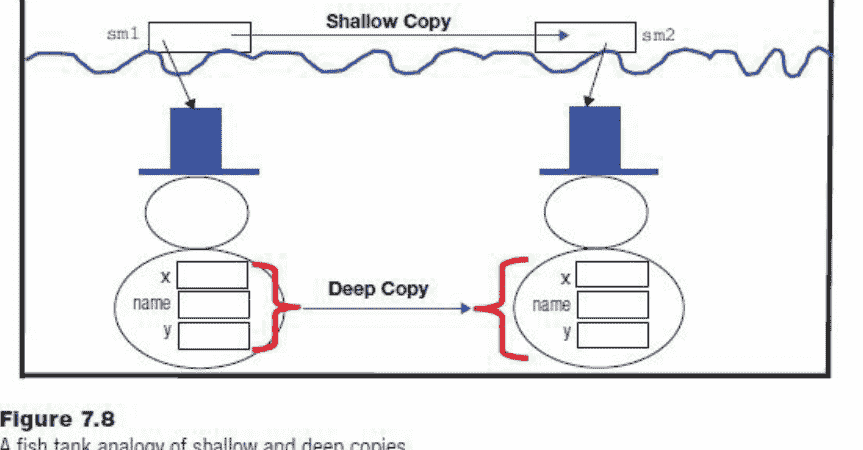 Shallow Copy
sm1
sm2
Deep Copy
x
name
y
x
name
y
Figure 7.8
A fish tank analogy of shallow and deep copies